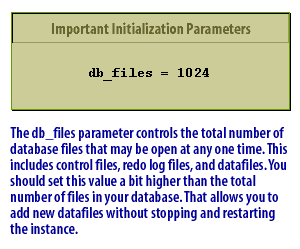 Important Initialization Parameters
db_files = 1024
The db_files parameter controls the total number of
database files that may be open at any one time. This
includes control files, redo log files, and datafiles. You
should set this value a bit higher than the total
number of files in your database. That allows you to
add new datafiles without stopping and restarting
the instance.